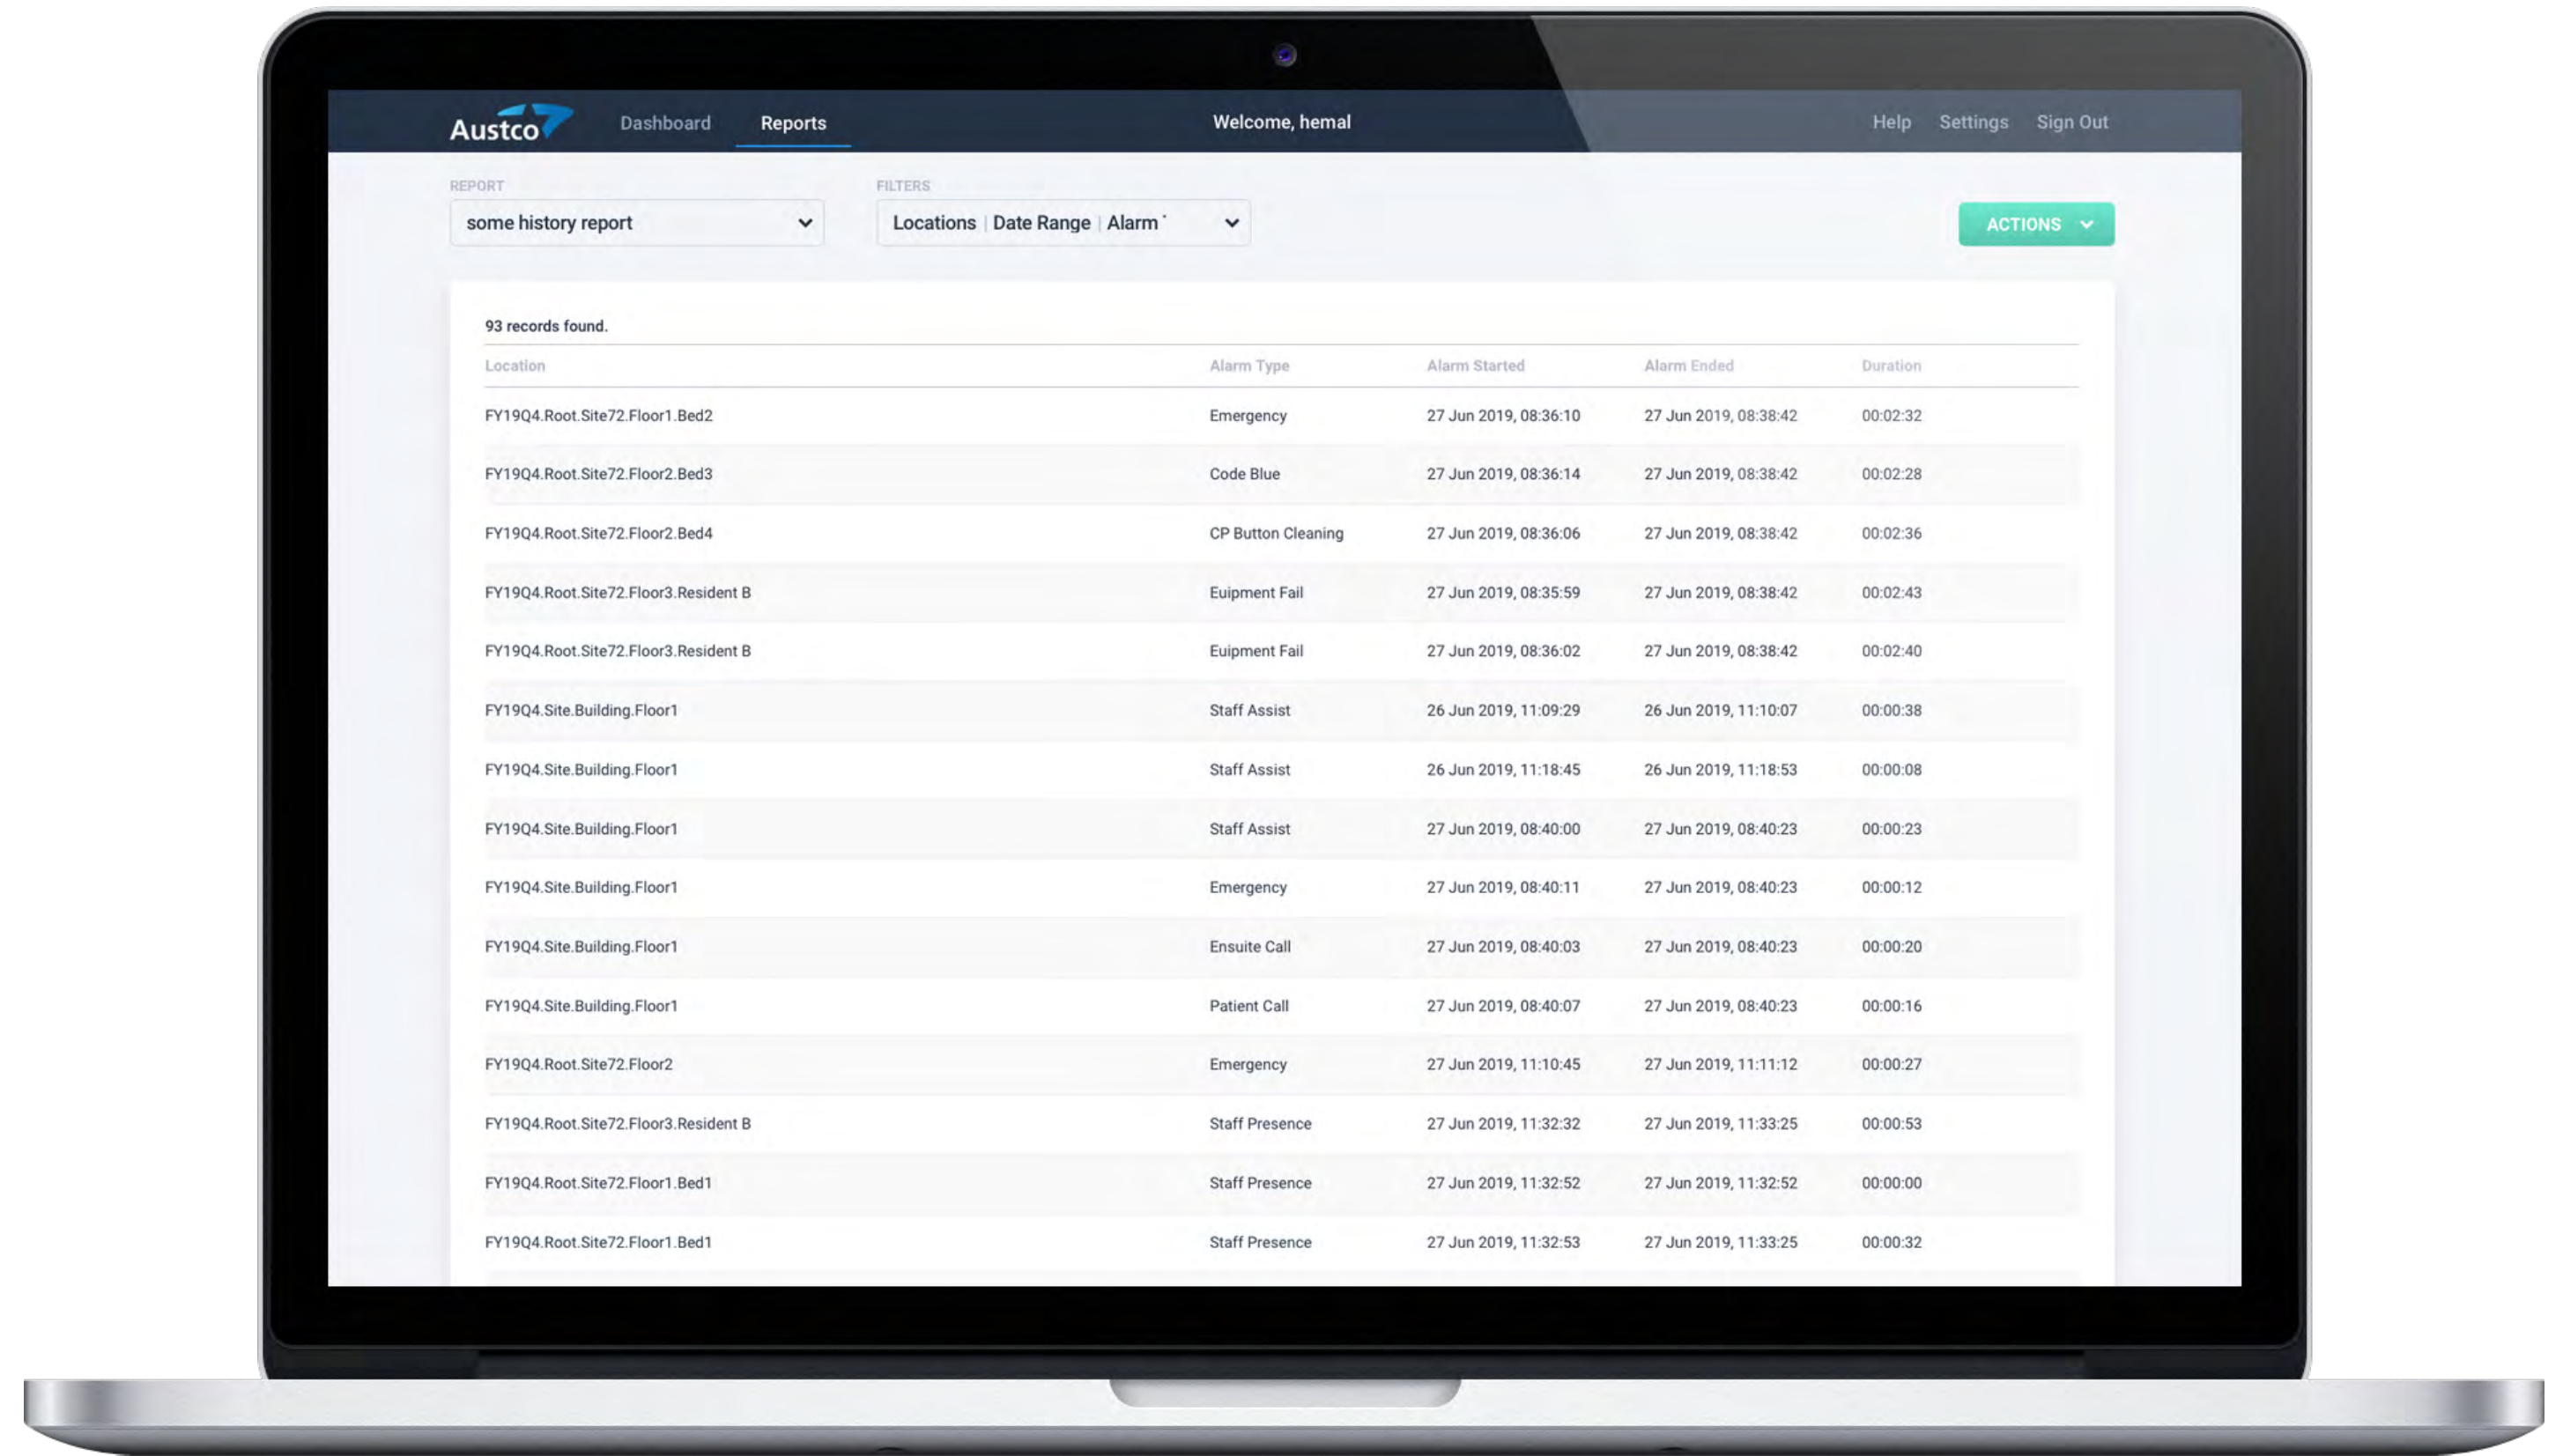 Austco Dashboard Reports Welcome, hemal Help Settings Sign Out
REPORT FILTERS
some history report Locations | Date Range | Alarm ACTIONS
93 records found.
Location Alarm Type Alarm Started Alarm Ended Duration
FY19Q4.Root.Site72.Floor1.Bed2 Emergency 27 Jun 2019, 08:36:10 27 Jun 2019, 08:38:42 00:02:32
FY19Q4.Root.Site72.Floor2.Bed3 Code Blue 27 Jun 2019, 08:36:14 27 Jun 2019, 08:38:42 00:02:28
FY19Q4.Root.Site72.Floor2.Bed4 CP Button Cleaning 27 Jun 2019, 08:36:06 27 Jun 2019, 08:38:42 00:02:36
FY19Q4.Root.Site72.Floor3.Resident B Euipment Fail 27 Jun 2019, 08:35:59 27 Jun 2019, 08:38:42 00:02:43
FY19Q4.Root.Site72.Floor3.Resident B Euipment Fail 27 Jun 2019, 08:36:02 27 Jun 2019, 08:38:42 00:02:40
FY19Q4.Site.Building.Floor1 Staff Assist 26 Jun 2019, 11:09:29 26 Jun 2019, 11:10:07 00:00:38
FY19Q4.Site.Building.Floor1 Staff Assist 26 Jun 2019, 11:18:45 26 Jun 2019, 11:18:53 00:00:08
FY19Q4.Site.Building.Floor1 Staff Assist 27 Jun 2019, 08:40:00 27 Jun 2019, 08:40:23 00:00:23
FY19Q4.Site.Building.Floor1 Emergency 27 Jun 2019, 08:40:11 27 Jun 2019, 08:40:23 00:00:12
FY19Q4.Site.Building.Floor1 Ensuite Call 27 Jun 2019, 08:40:03 27 Jun 2019, 08:40:23 00:00:20
FY19Q4.Site.Building.Floor1 Patient Call 27 Jun 2019, 08:40:07 27 Jun 2019, 08:40:23 00:00:16
FY19Q4.Root.Site72.Floor2 Emergency 27 Jun 2019, 11:10:45 27 Jun 2019, 11:11:12 00:00:27
FY19Q4.Root.Site72.Floor3.Resident B Staff Presence 27 Jun 2019, 11:32:32 27 Jun 2019, 11:33:25 00:00:53
FY19Q4.Root.Site72.Floor1.Bed1 Staff Presence 27 Jun 2019, 11:32:52 27 Jun 2019, 11:32:52 00:00:00
FY19Q4.Root.Site72.Floor1.Bed1 Staff Presence 27 Jun 2019, 11:32:53 27 Jun 2019, 11:33:25 00:00:32